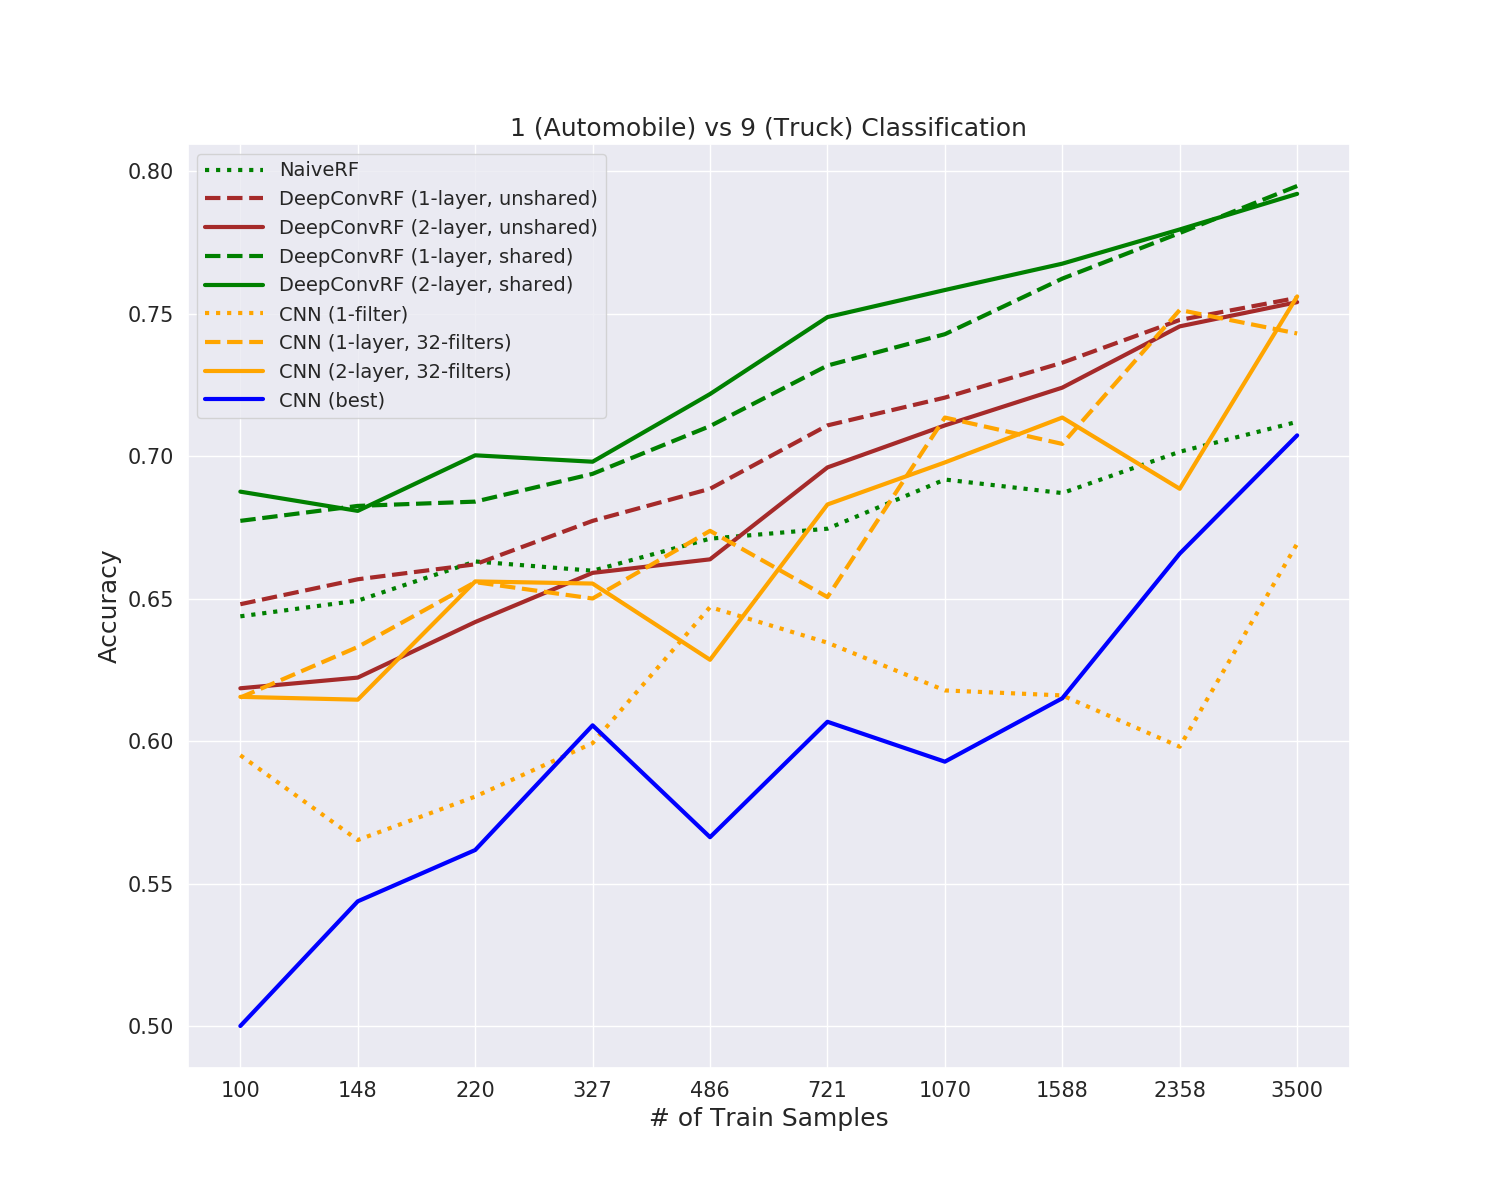 1 (Automobile) vs 9 (Truck) Classification
NaiveRF
DeepConvRF (1-layer, unshared)
DeepConvRF (2-layer, unshared)
DeepConvRF (1-layer, shared)
DeepConvRF (2-layer, shared)
CNN (1-filter)
CNN (1-layer, 32-filters)
CNN (2-layer, 32-filters)
CNN (best)
Accuracy
0.80
0.75
0.70
0.65
0.60
0.55
0.50
100 148 220 327 486 721 1070 1588 2358 3500
# of Train Samples